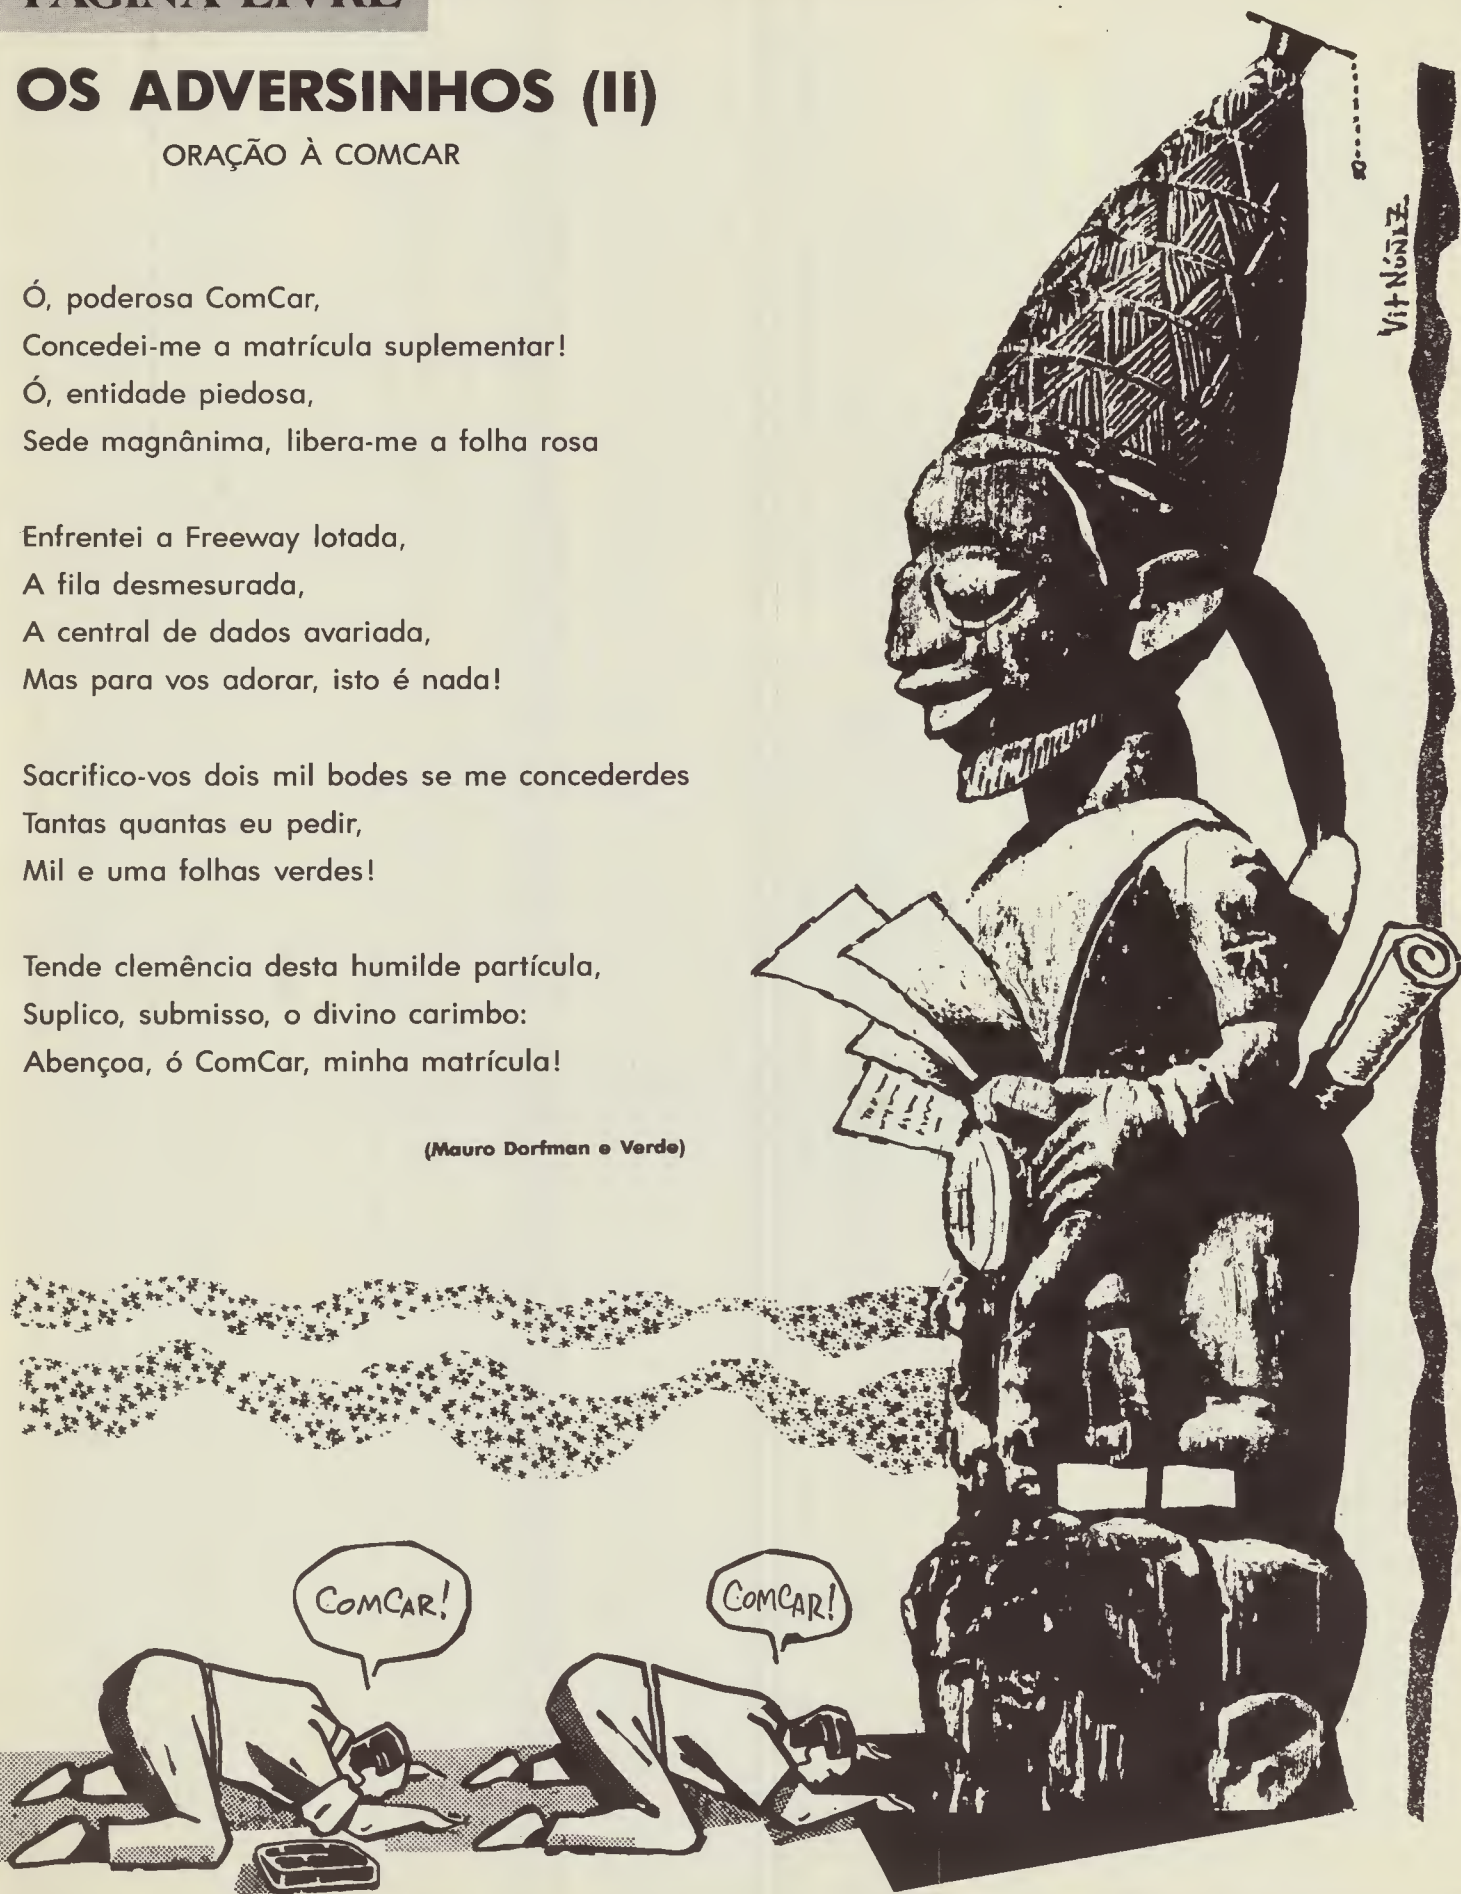 PÁGINA LIVRE
OS ADVERSINHOS (II)
ORAÇÃO À COMCAR
Ó, poderosa ComCar,
Concedei-me a matrícula suplementar!
Ó, entidade piedosa,
Sede magnânima, libera-me a folha rosa
Enfrentei a Freeway lotada,
A fila desmesurada,
A central de dados avariada,
Mas para vos adorar, isto é nada!
Sacrifico-vos dois mil bodes se me concederdes
Tantas quantas eu pedir,
Mil e uma folhas verdes!
Tende clemência desta humilde partícula,
Suplico, submisso, o divino carimbo:
Abençoa, ó ComCar, minha matrícula!
(Mauro Dorfman e Verde)
Vit Núñez
COMCAR!
COMCAR!